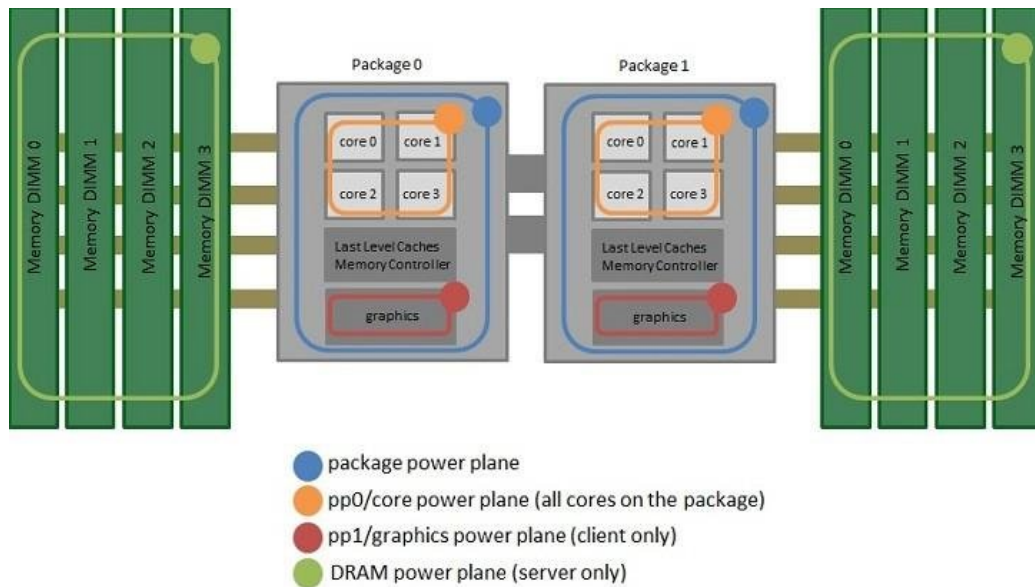 Package 0
Package 1
Memory DIMM 0
Memory DIMM 1
Memory DIMM 2
Memory DIMM 3
core 0
core 1
core 2
core 3
Last Level Caches
Memory Controller
graphics
core 0
core 1
core 2
core 3
Last Level Caches
Memory Controller
graphics
Memory DIMM 0
Memory DIMM 1
Memory DIMM 2
Memory DIMM 3
package power plane
pp0/core power plane (all cores on the package)
pp1/graphics power plane (client only)
DRAM power plane (server only)